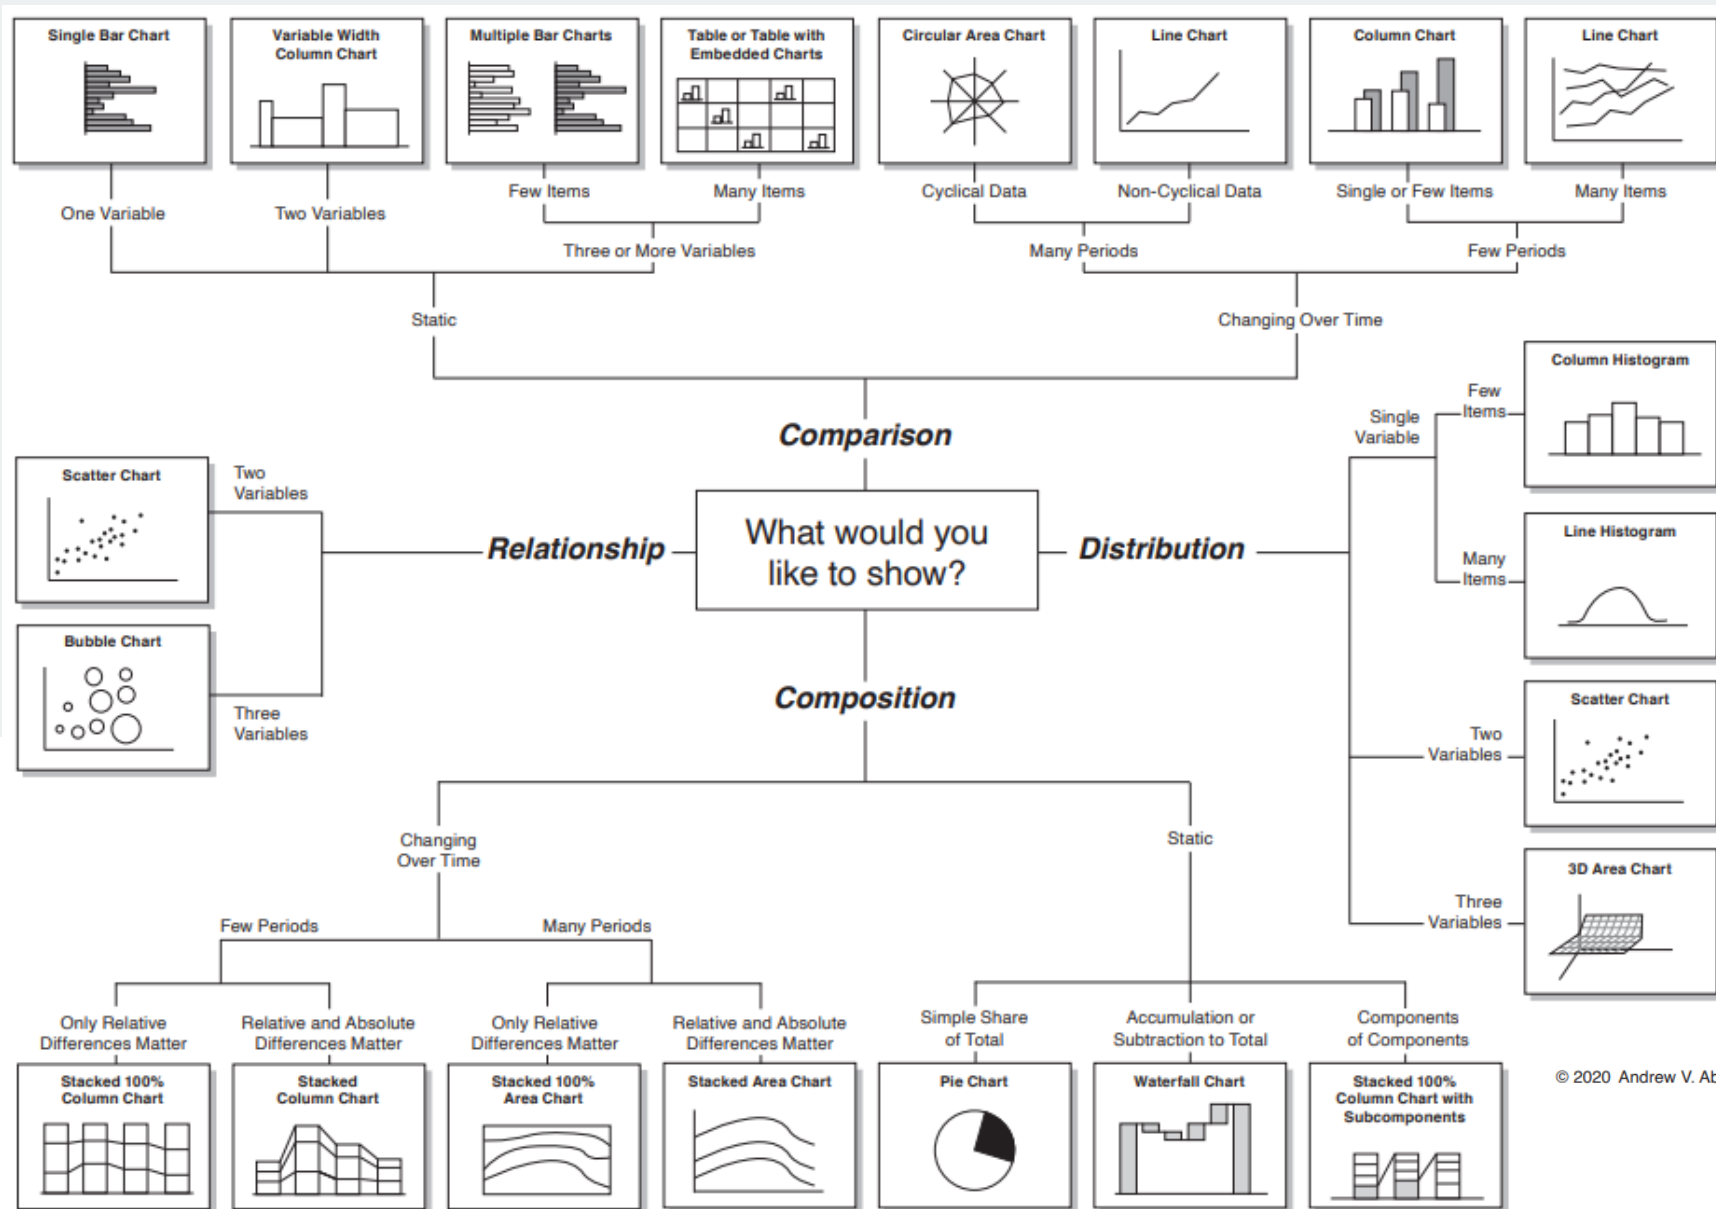 Single Bar Chart
Variable Width
Column Chart
Multiple Bar Charts
Table or Table with
Embedded Charts
Circular Area Chart
Line Chart
Column Chart
Line Chart
Few Items
Many Items
Cyclical Data
Non-Cyclical Data
Single or Few Items
Many Items
One Variable
Two Variables
Three or More Variables
Many Periods
Few Periods
Static
Changing Over Time
Comparison
Column Histogram
Few
Items
Single
Variable
Scatter Chart
Two
Variables
What would you
like to show?
Relationship
Distribution
Line Histogram
Many
Items
Bubble Chart
Three
Variables
Composition
Scatter Chart
Two
Variables
3D Area Chart
Three
Variables
Changing
Over Time
Static
Few Periods
Many Periods
Only Relative
Differences Matter
Relative and Absolute
Differences Matter
Only Relative
Differences Matter
Relative and Absolute
Differences Matter
Simple Share
of Total
Accumulation or
Subtraction to Total
Components
of Components
Stacked 100%
Column Chart
Stacked
Column Chart
Stacked 100%
Area Chart
Stacked Area Chart
Pie Chart
Waterfall Chart
Stacked 100%
Column Chart with
Subcomponents
© 2020 Andrew V. Ab